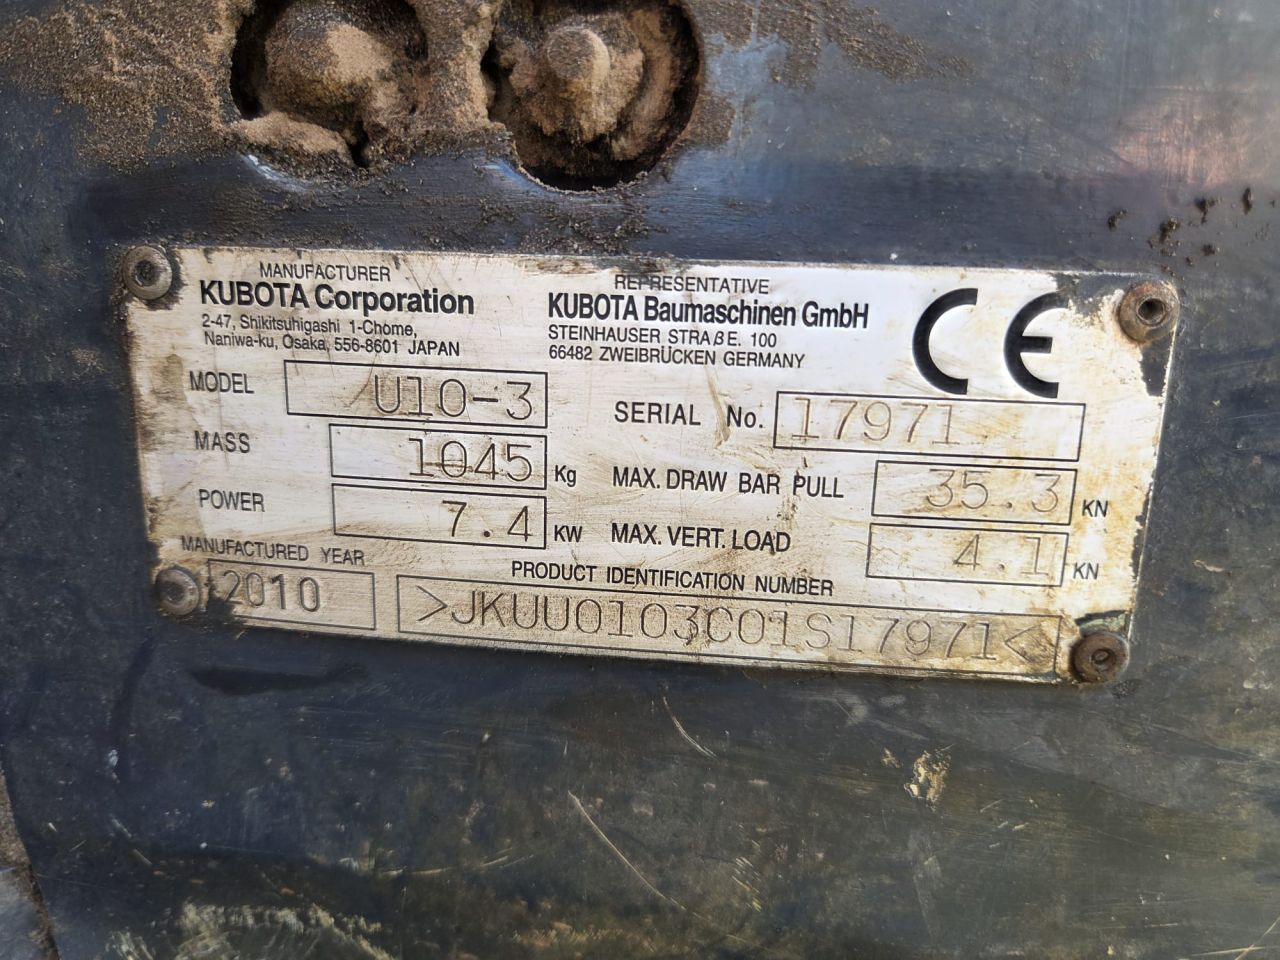 MANUFACTURER
KUBOTA Corporation
2-47, Shikitsuhigashi 1-Chome,
Naniwa-ku, Osaka, 556-8601 JAPAN
REPRESENTATIVE
KUBOTA Baumaschinen GmbH
STEINHAUSER STRAßE. 100
66482 ZWEIBRÜCKEN GERMANY
CE
MODEL U10-3
SERIAL No. 17971
MASS 1045 Kg
MAX. DRAW BAR PULL 35.3 KN
POWER 7.4 KW
MAX. VERT. LOAD 4.1 KN
MANUFACTURED YEAR
2010
PRODUCT IDENTIFICATION NUMBER
>JKUU0103C01S17971<